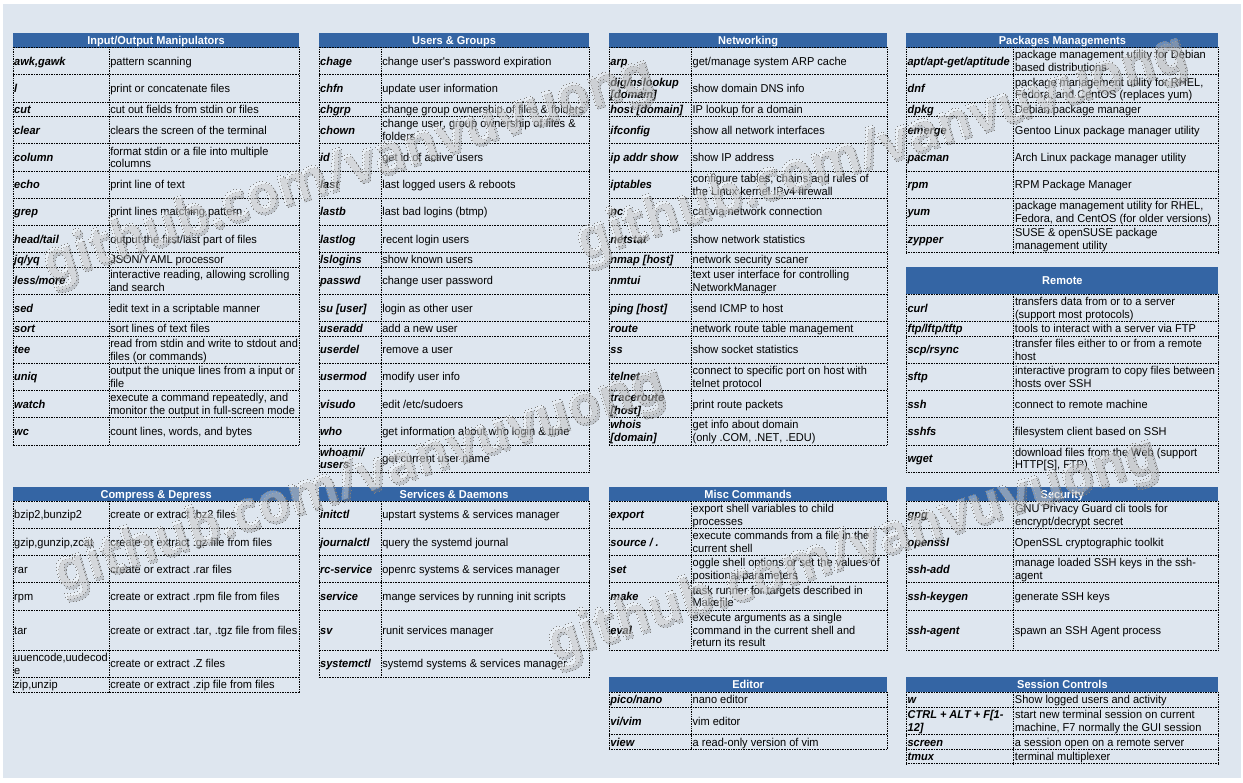 Input/Output Manipulators
awk,gawk pattern scanning
/ print or concatenate files
cut cut out fields from stdin or files
clear clears the screen of the terminal
column format stdin or a file into multiple
columns
echo print line of text
grep print lines matching pattern
head/tail output the first/last part of files
jq/yq JSON/YAML processor
less/more interactive reading, allowing scrolling
and search
sed edit text in a scriptable manner
sort sort lines of text files
tee read from stdin and write to stdout and
files (or commands)
uniq output the unique lines from a input or
file
watch execute a command repeatedly, and
monitor the output in full-screen mode
wc count lines, words, and bytes
Users & Groups
chage change user's password expiration
chfn update user information
chgrp change group ownership of files & folders
chown change user, group ownership of files &
folders
id get id of active users
last last logged users & reboots
lastb last bad logins (btmp)
lastlog recent login users
lslogins show known users
passwd change user password
su [user] login as other user
useradd add a new user
userdel remove a user
usermod modify user info
visudo edit /etc/sudoers
who get information about who login & time
whoami/
users get current user name
Networking
arp get/manage system ARP cache
dig/nslookup
[domain] show domain DNS info
host [domain] IP lookup for a domain
ifconfig show all network interfaces
ip addr show show IP address
iptables configure tables, chains and rules of
the Linux kernel IPv4 firewall
nc cat via network connection
netstat show network statistics
nmap [host] network security scaner
nmtui text user interface for controlling
NetworkManager
ping [host] send ICMP to host
route network route table management
ss show socket statistics
telnet connect to specific port on host with
telnet protocol
traceroute
[host] print route packets
whois
[domain] get info about domain
(only .COM, .NET, .EDU)
Packages Managements
apt/apt-get/aptitude package management utility for Debian
based distributions
dnf package management utility for RHEL,
Fedora, and CentOS (replaces yum)
dpkg Debian package manager
emerge Gentoo Linux package manager utility
pacman Arch Linux package manager utility
rpm RPM Package Manager
yum package management utility for RHEL,
Fedora, and CentOS (for older versions)
zypper SUSE & openSUSE package
management utility
Remote
curl transfers data from or to a server
(support most protocols)
ftp/lftp/tftp tools to interact with a server via FTP
scp/rsync transfer files either to or from a remote
host
sftp interactive program to copy files between
hosts over SSH
ssh connect to remote machine
sshfs filesystem client based on SSH
wget download files from the Web (support
HTTP[S], FTP)
Compress & Depress
bzip2,bunzip2 create or extract .bz2 files
gzip,gunzip,zcat create or extract .gz file from files
rar create or extract .rar files
rpm create or extract .rpm file from files
tar create or extract .tar, .tgz file from files
uuencode,uudecod
e create or extract .Z files
zip,unzip create or extract .zip file from files
Services & Daemons
initctl upstart systems & services manager
journalctl query the systemd journal
rc-service openrc systems & services manager
service mange services by running init scripts
sv runit services manager
systemctl systemd systems & services manager
Misc Commands
export export shell variables to child
processes
source / . execute commands from a file in the
current shell
set oggle shell options or set the values of
positional parameters
make task runner for targets described in
Makefile
eval execute arguments as a single
command in the current shell and
return its result
Security
gpg GNU Privacy Guard cli tools for
encrypt/decrypt secret
openssl OpenSSL cryptographic toolkit
ssh-add manage loaded SSH keys in the ssh-
agent
ssh-keygen generate SSH keys
ssh-agent spawn an SSH Agent process
Editor
pico/nano nano editor
vi/vim vim editor
view a read-only version of vim
Session Controls
w Show logged users and activity
CTRL + ALT + F[1-
12] start new terminal session on current
machine, F7 normally the GUI session
screen a session open on a remote server
tmux terminal multiplexer
github.com/vanvuvuong
github.com/vanvuvuong
github.com/vanvuvuong
github.com/vanvuvuong